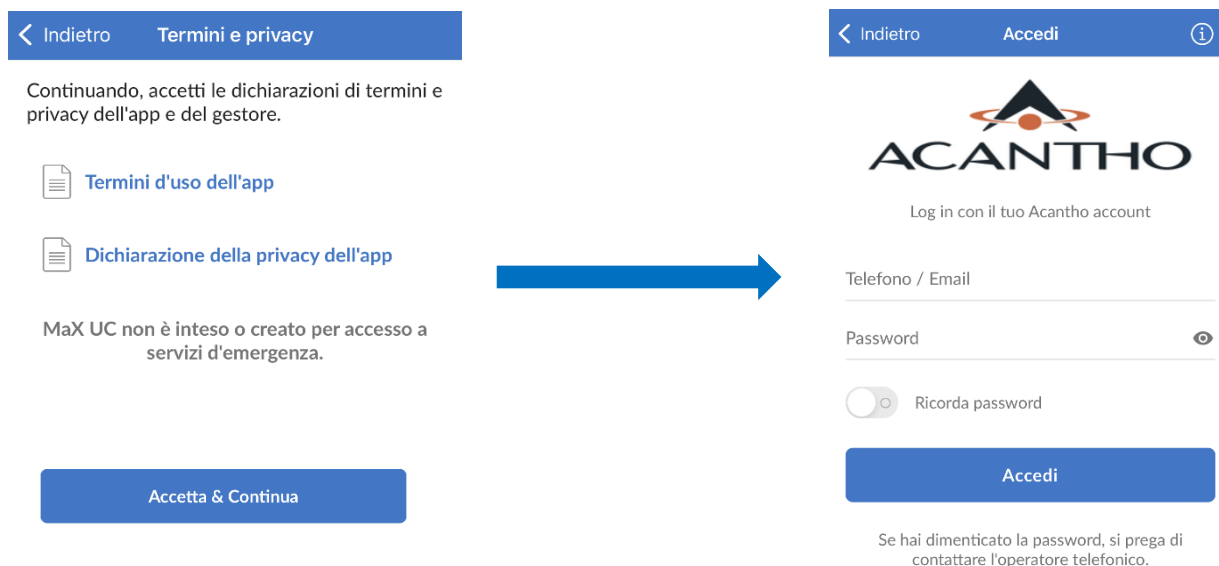 Indietro
Termini e privacy
Continuando, accetti le dichiarazioni di termini e
privacy dell'app e del gestore.
Termini d'uso dell'app
Dichiarazione della privacy dell'app
MaX UC non è inteso o creato per accesso a
servizi d'emergenza.
Accetta & Continua
Indietro
Accedi
ACANTHO
Log in con il tuo Acantho account
Telefono / Email
Password
Ricorda password
Accedi
Se hai dimenticato la password, si prega di
contattare l'operatore telefonico.